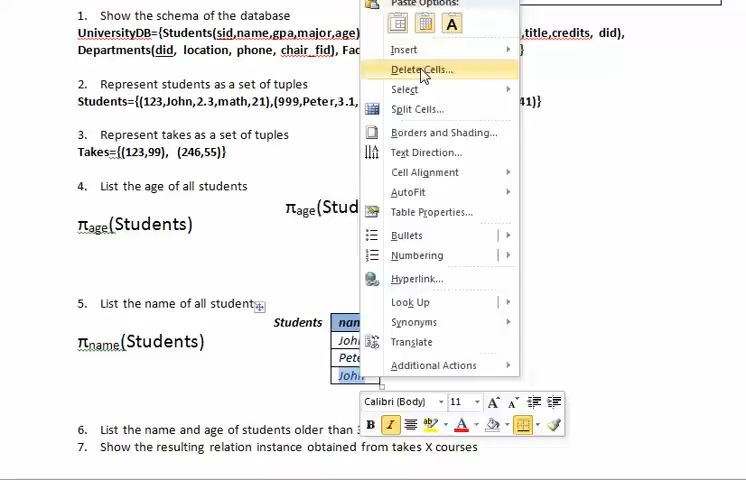 Paste Options:
1. Show the schema of the database
UniversityDB={Students(sid,name,gpa,major,age) ,title,credits, did),
Departments(did, location, phone, chair_fid), Fac
Insert
Delete Cells...
2. Represent students as a set of tuples
Select
Students={(123,John,2.3,math,21),(999,Peter,3.1, 41)}
Split Cells...
3. Represent takes as a set of tuples
Borders and Shading...
Takes={(123,99), (246,55)}
Text Direction...
Cell Alignment
4. List the age of all students
AutoFit
πage(Stud
Table Properties...
πage(Students)
Bullets
Numbering
Hyperlink...
5. List the name of all student
Look Up
Students nan
Synonyms
πname(Students) Joh
Translate
Pete
Additional Actions
John
Calibri (Body) 11 A A
B I A
6. List the name and age of students older than 3
7. Show the resulting relation instance obtained from takes X courses